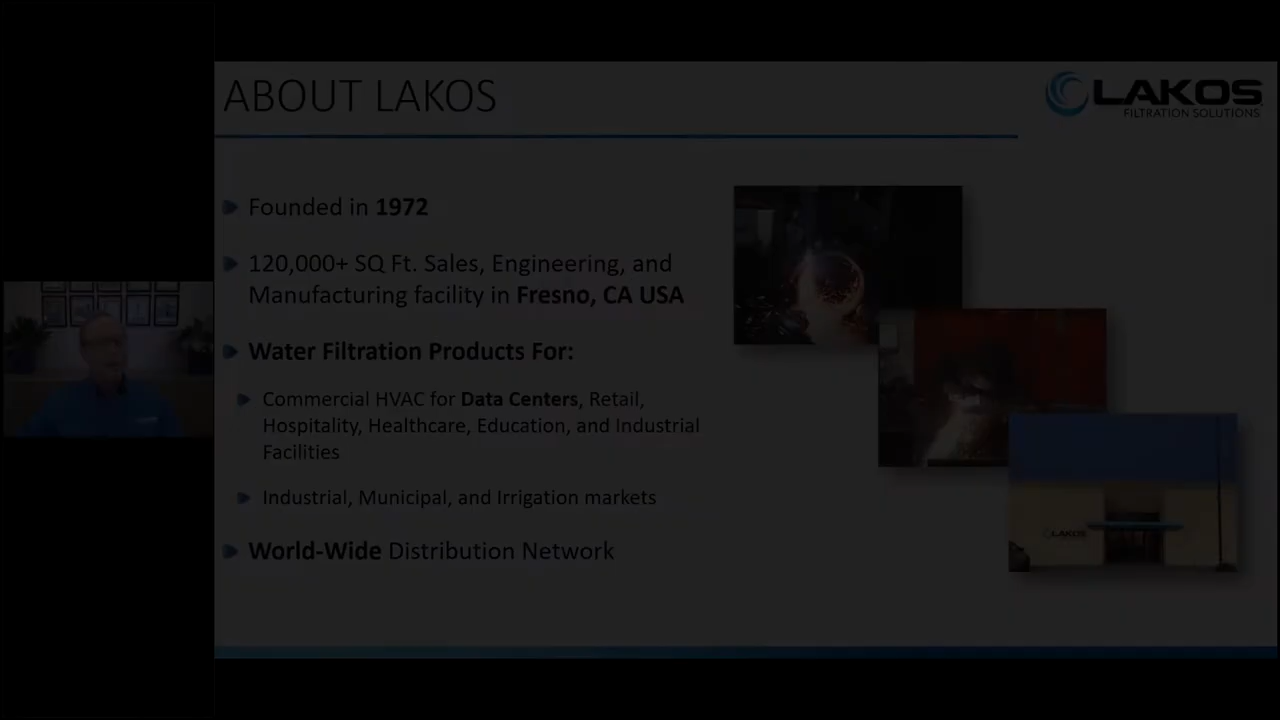 ABOUT LAKOS
LAKOS
FILTRATION SOLUTIONS
Founded in 1972
120,000+ SQ Ft. Sales, Engineering, and
Manufacturing facility in Fresno, CA USA
Water Filtration Products For:
Commercial HVAC for Data Centers, Retail,
Hospitality, Healthcare, Education, and Industrial
Facilities
Industrial, Municipal, and Irrigation markets
World-Wide Distribution Network
LAKOS